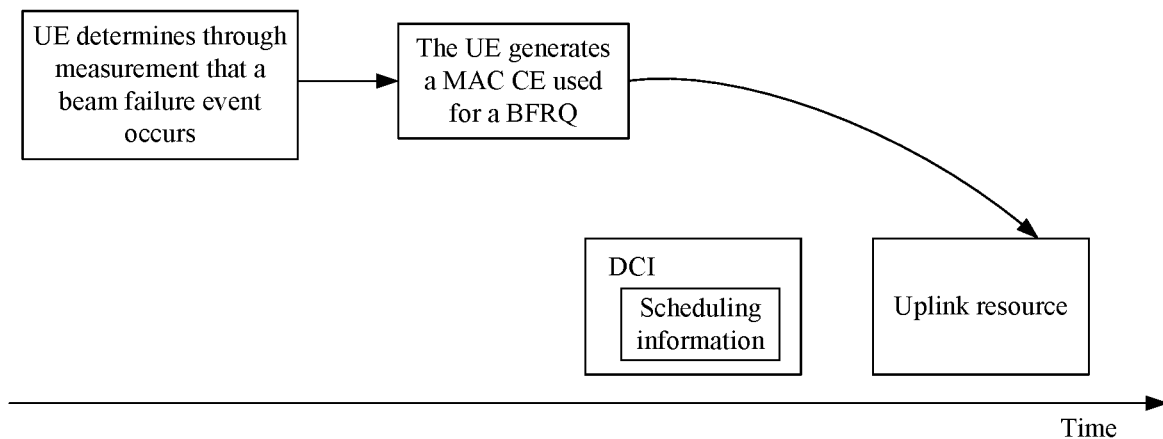 UE determines through
measurement that a
beam failure event
occurs
The UE generates
a MAC CE used
for a BFRQ
DCI
Scheduling
information
Uplink resource
Time